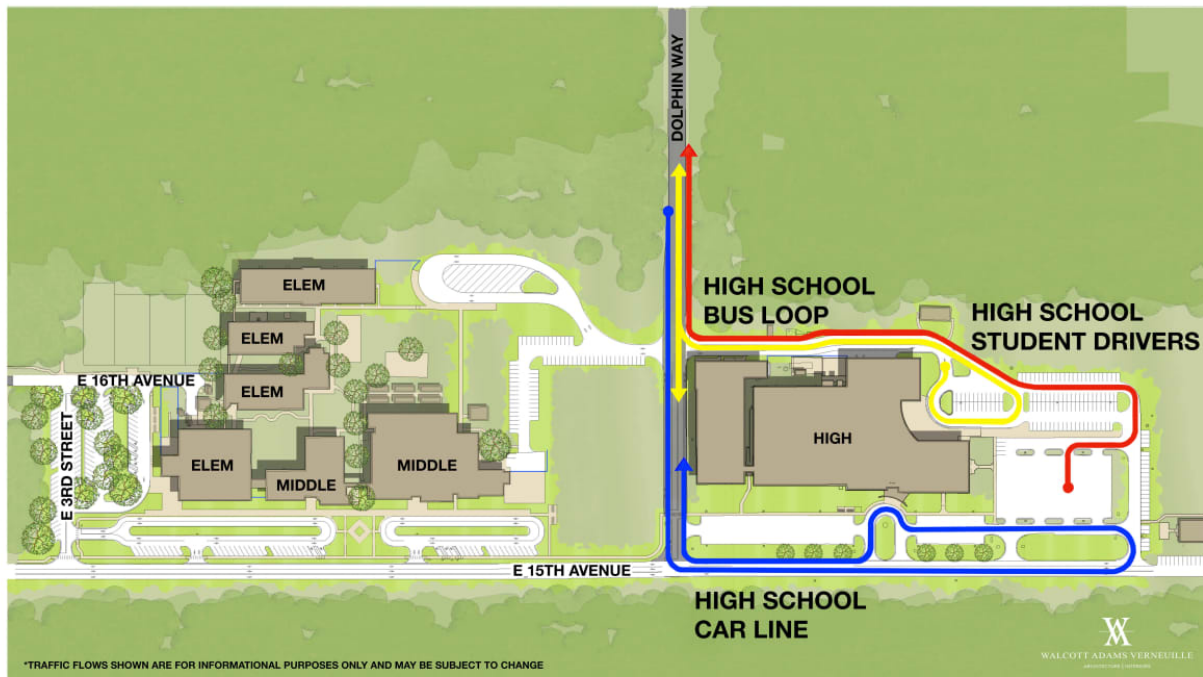 DOLPHIN WAY
HIGH SCHOOL
BUS LOOP
HIGH SCHOOL
STUDENT DRIVERS
ELEM
ELEM
E 16TH AVENUE
ELEM
E 3RD STREET
ELEM
MIDDLE
MIDDLE
HIGH
E 15TH AVENUE
HIGH SCHOOL
CAR LINE
*TRAFFIC FLOWS SHOWN ARE FOR INFORMATIONAL PURPOSES ONLY AND MAY BE SUBJECT TO CHANGE
WALCOTT ADAMS VERNEUILLE